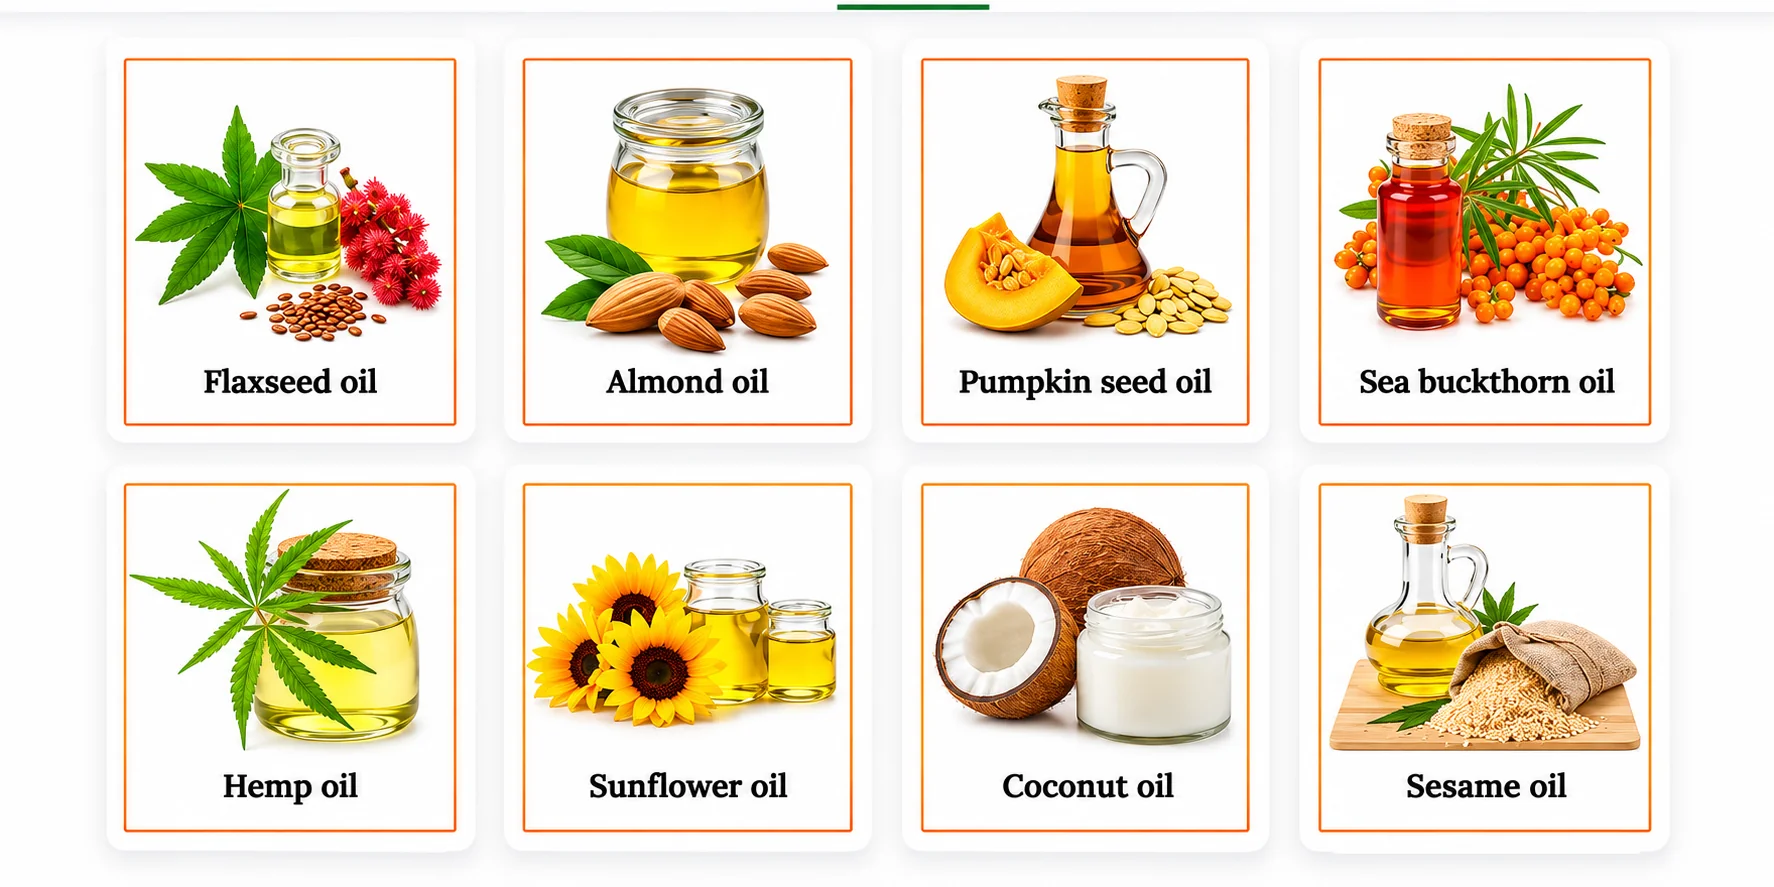 Flaxseed oil
Almond oil
Pumpkin seed oil
Sea buckthorn oil
Hemp oil
Sunflower oil
Coconut oil
Sesame oil